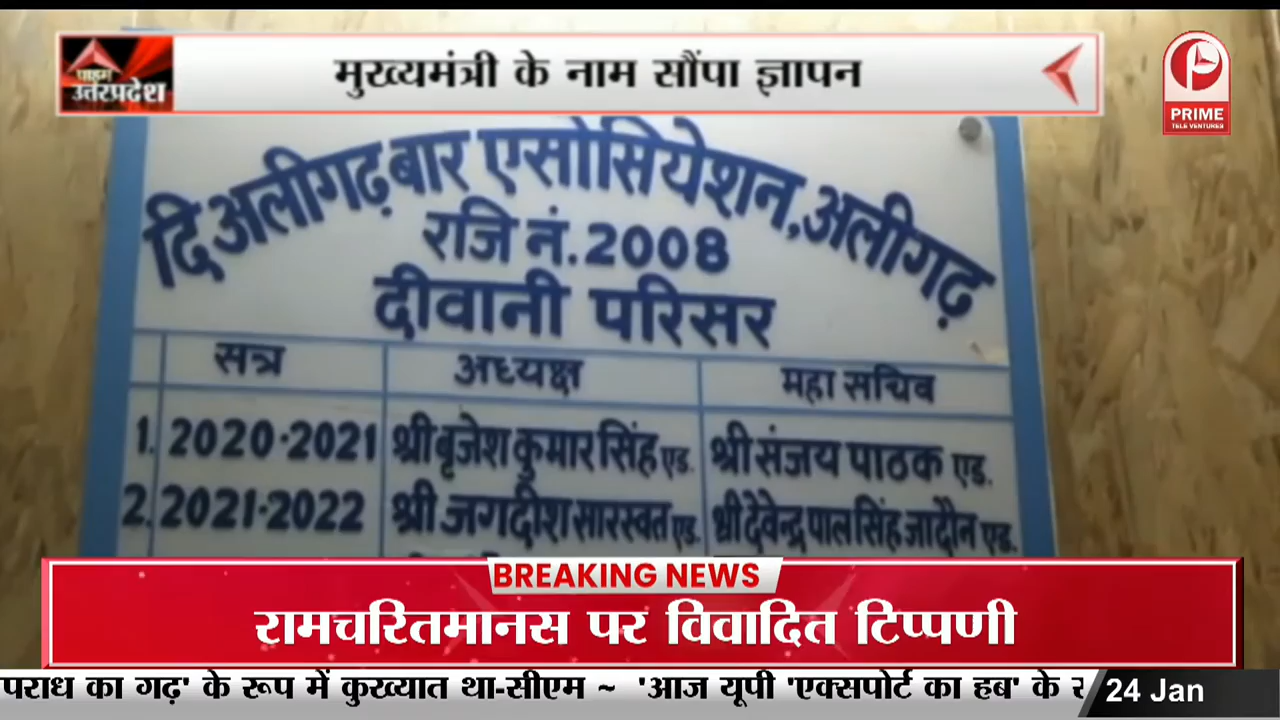 मुख्यमंत्री के नाम सौंपा ज्ञापन
प्राइम
उत्तरप्रदेश
PRIME
TELE VENTURES
दि अलीगढ़ बार एसोसियेशन, अलीगढ़
रजि नं. 2008
दीवानी परिसर
सत्र अध्यक्ष महा सचिब
1. 2020-2021 श्री बृजेश कुमार सिंह एड. श्री संजय पाठक एड.
2. 2021-2022 श्री जगदीश सारस्वत एड. श्री देवेन्द्र पाल सिंह जादौन एड.
BREAKING NEWS
रामचरितमानस पर विवादित टिप्पणी
पराध का गढ़' के रूप में कुख्यात था-सीएम ~ 'आज यूपी 'एक्सपोर्ट का हब' के
24 Jan